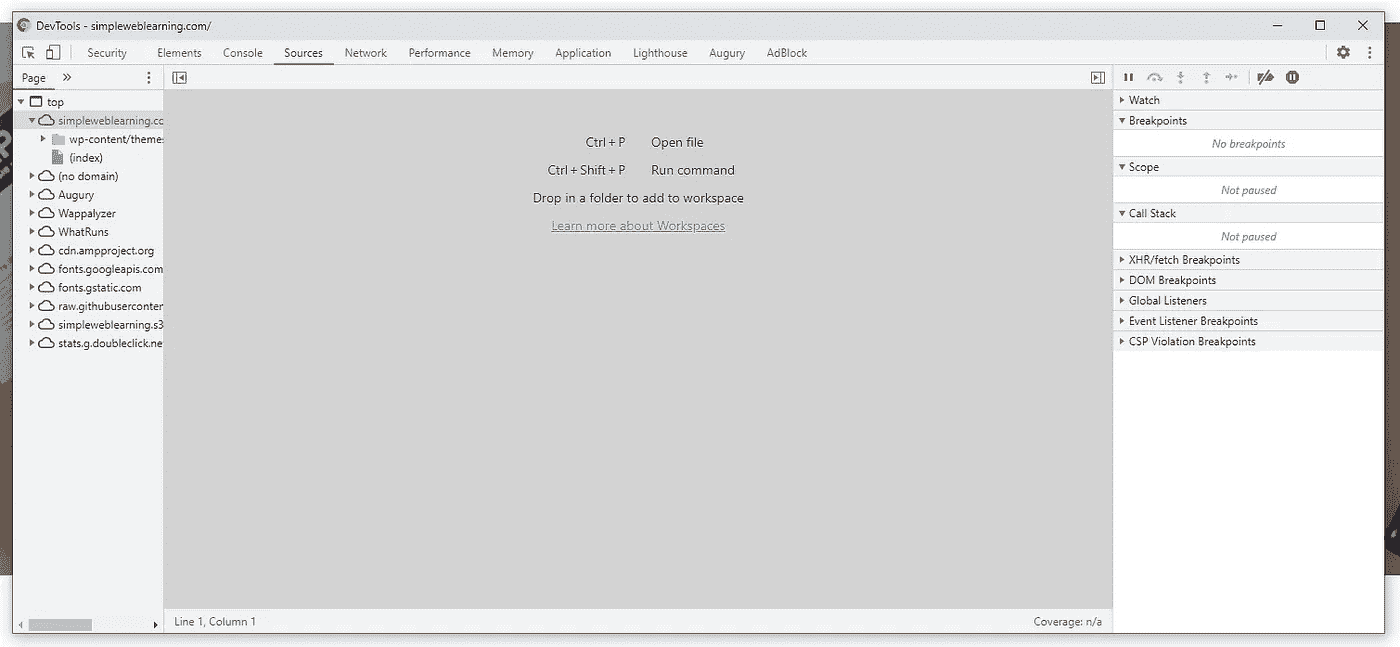 DevTools - simpleweblearning.com/
Security Elements Console Sources Network Performance Memory Application Lighthouse Augury AdBlock
Page
top
simpleweblearning.co
wp-content/themes
(index)
(no domain)
Augury
Wappalyzer
WhatRuns
cdn.ampproject.org
fonts.googleapis.com
fonts.gstatic.com
raw.githubuserconter
simpleweblearning.s3
stats.g.doubleclick.ne
Ctrl + P Open file
Ctrl + Shift + P Run command
Drop in a folder to add to workspace
Learn more about Workspaces
Line 1, Column 1
Coverage: n/a
Watch
Breakpoints
No breakpoints
Scope
Not paused
Call Stack
Not paused
XHR/fetch Breakpoints
DOM Breakpoints
Global Listeners
Event Listener Breakpoints
CSP Violation Breakpoints